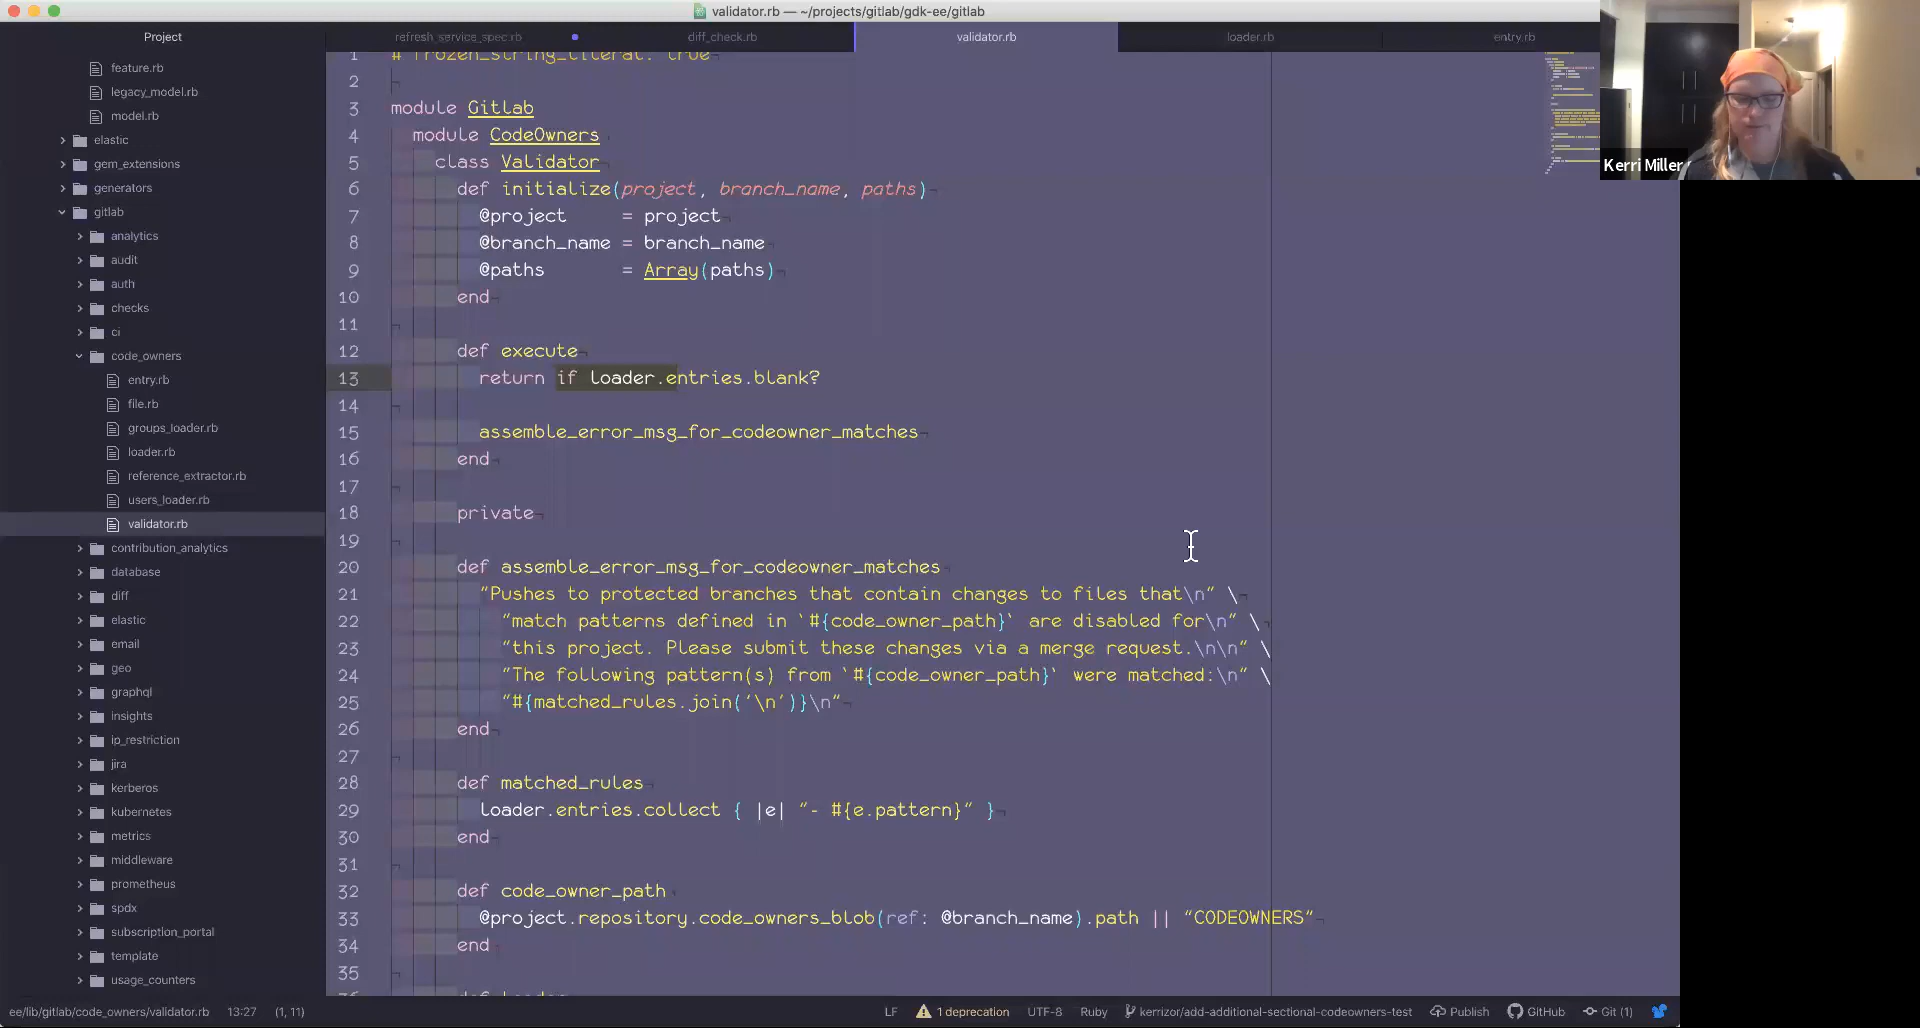 validator.rb — ~/projects/gitlab/gdk-ee/gitlab
Project
refresh_service_spec.rb
diff_check.rb
validator.rb
loader.rb
entry.rb
feature.rb
legacy_model.rb
model.rb
elastic
gem_extensions
generators
gitlab
analytics
audit
auth
checks
ci
code_owners
entry.rb
file.rb
groups_loader.rb
loader.rb
reference_extractor.rb
users_loader.rb
validator.rb
contribution_analytics
database
diff
elastic
email
geo
graphql
insights
ip_restriction
jira
kerberos
kubernetes
metrics
middleware
prometheus
spdx
subscription_portal
template
usage_counters
1 # frozen_string_literal: true
2
3 module Gitlab
4 module CodeOwners
5 class Validator
6 def initialize(project, branch_name, paths)
7 @project = project
8 @branch_name = branch_name
9 @paths = Array(paths)
10 end
11
12 def execute
13 return if loader.entries.blank?
14
15 assemble_error_msg_for_codeowner_matches
16 end
17
18 private
19
20 def assemble_error_msg_for_codeowner_matches
21 "Pushes to protected branches that contain changes to files that\n" \
22 "match patterns defined in `#{code_owner_path}` are disabled for\n" \
23 "this project. Please submit these changes via a merge request.\n\n" \
24 "The following pattern(s) from `#{code_owner_path}` were matched:\n" \
25 "#{matched_rules.join('\n')}\n"
26 end
27
28 def matched_rules
29 loader.entries.collect { |e| "- #{e.pattern}" }
30 end
31
32 def code_owner_path
33 @project.repository.code_owners_blob(ref: @branch_name).path || "CODEOWNERS"
34 end
35
36 def loader
Kerri Miller
ee/lib/gitlab/code_owners/validator.rb 13:27 (1, 11) LF 1 deprecation UTF-8 Ruby kerrizor/add-additional-sectional-codeowners-test Publish GitHub Git (1)